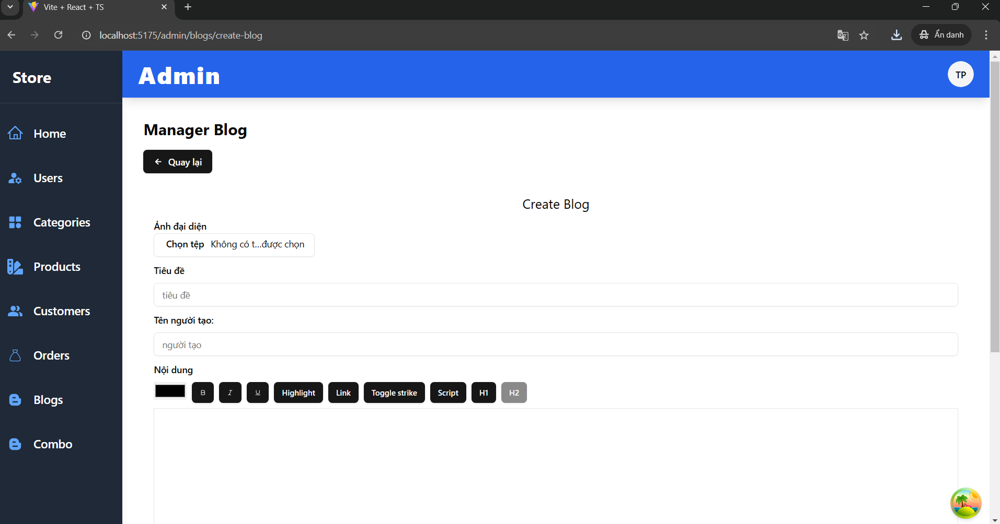 Vite + React + TS
localhost:5175/admin/blogs/create-blog
Ẩn danh
Store
Admin
TP
Home
Users
Categories
Products
Customers
Orders
Blogs
Combo
Manager Blog
Quay lại
Create Blog
Ảnh đại diện
Chọn tệp Không có t...được chọn
Tiêu đề
tiêu đề
Tên người tạo:
người tạo
Nội dung
B I U Highlight Link Toggle strike Script H1 H2